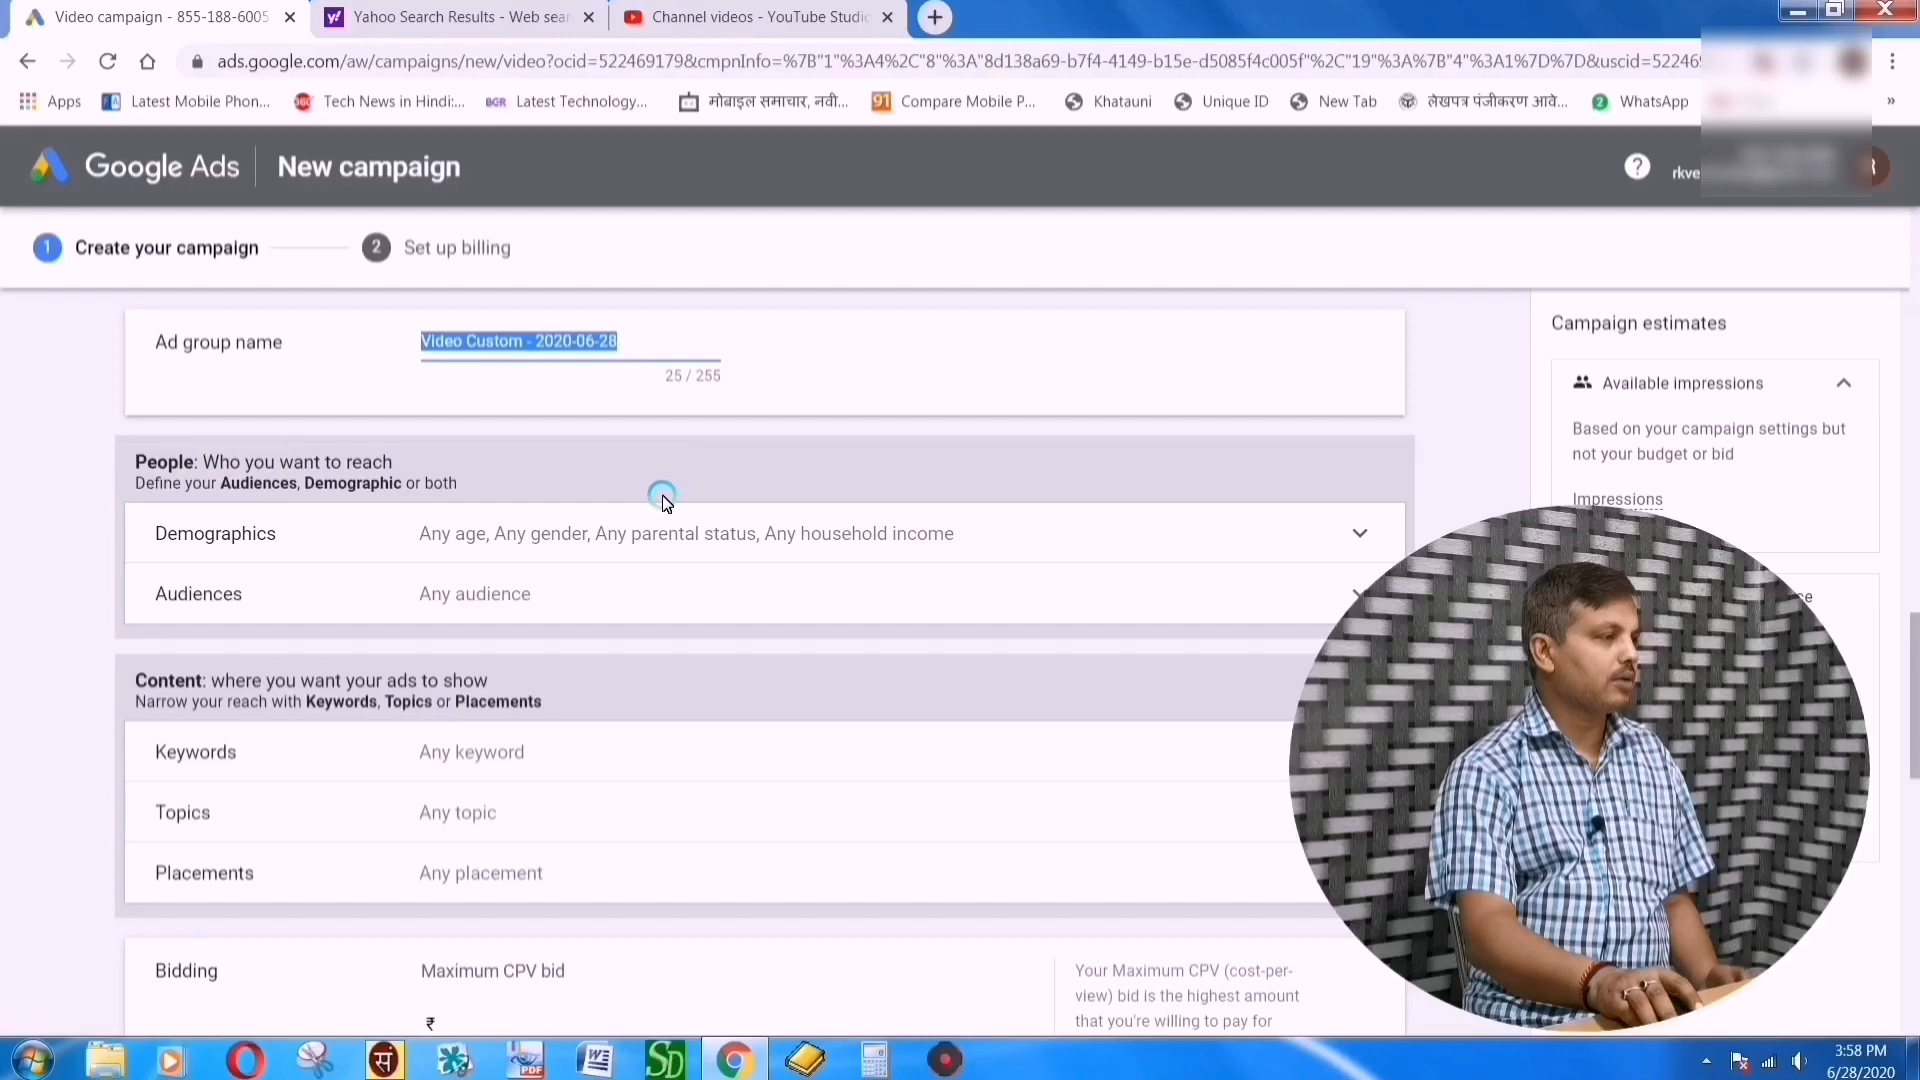 Video campaign - 855-188-6005
Yahoo Search Results - Web sear
Channel videos - YouTube Studio
ads.google.com/aw/campaigns/new/video?ocid=522469179&cmpnInfo=%7B"1"%3A4%2C"8"%3A"8d138a69-b7f4-4149-b15e-d5085f4c005f"%2C"19"%3A%7B"4"%3A1%7D%7D&uscid=52246
Apps
Latest Mobile Phon...
Tech News in Hindi:...
BGR Latest Technology...
मोबाइल समाचार, नवी...
91 Compare Mobile P...
Khatauni
Unique ID
New Tab
लेखपत्र पंजीकरण आवे...
2 WhatsApp
»
Google Ads
New campaign
?
rkve
1 Create your campaign
2 Set up billing
Ad group name
Video Custom - 2020-06-28
25 / 255
People: Who you want to reach
Define your Audiences, Demographic or both
Demographics
Any age, Any gender, Any parental status, Any household income
Audiences
Any audience
Content: where you want your ads to show
Narrow your reach with Keywords, Topics or Placements
Keywords
Any keyword
Topics
Any topic
Placements
Any placement
Bidding
Maximum CPV bid
₹
Your Maximum CPV (cost-per-
view) bid is the highest amount
that you're willing to pay for
Campaign estimates
Available impressions
Based on your campaign settings but
not your budget or bid
Impressions
ce
सं
PDF
W
SD
3:58 PM
6/28/2020